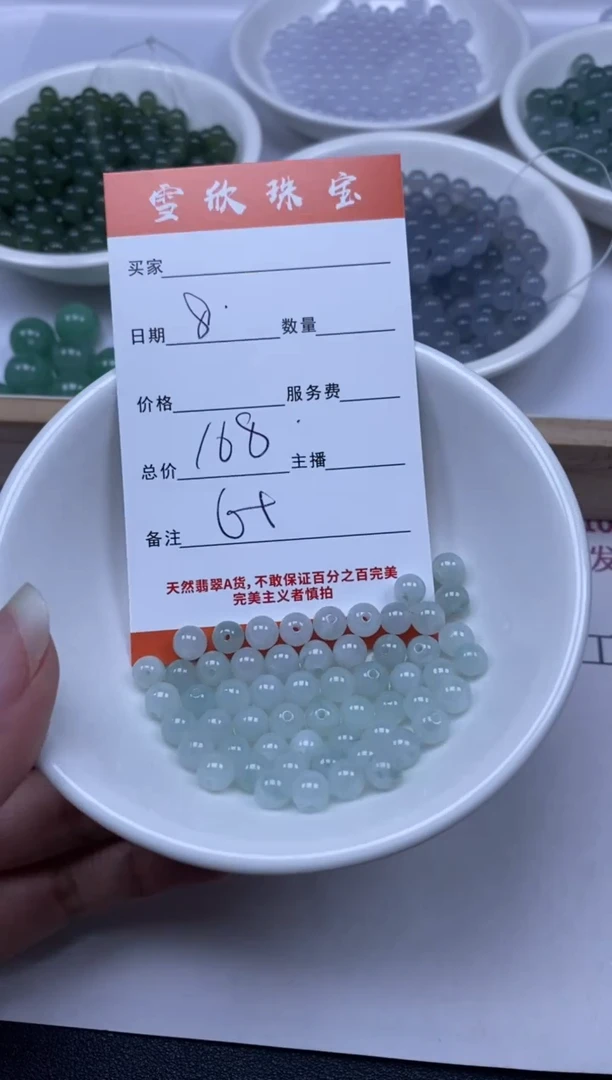 雪欣珠宝
买家
日期 8. 数量
价格 服务费
总价 168 主播
备注 6+
天然翡翠A货,不敢保证百分之百完美
完美主义者慎拍
发